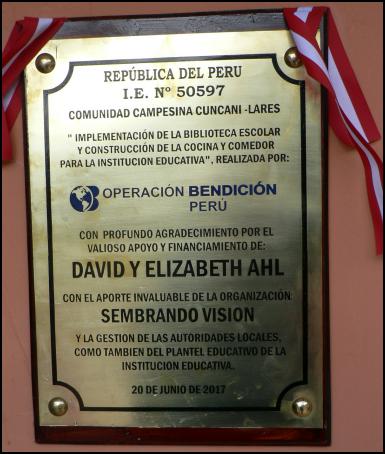 REPÚBLICA DEL PERU
I.E. Nº 50597
COMUNIDAD CAMPESINA CUNCANI -LARES
" IMPLEMENTACIÓN DE LA BIBLIOTECA ESCOLAR
Y CONSTRUCCIÓN DE LA COCINA Y COMEDOR
PARA LA INSTITUCION EDUCATIVA", REALIZADA POR:
OPERACIÓN BENDICIÓN
PERÚ
CON PROFUNDO AGRADECIMIENTO POR EL
VALIOSO APOYO Y FINANCIAMIENTO DE:
DAVID Y ELIZABETH AHL
CON EL APORTE INVALUABLE DE LA ORGANIZACIÓN:
SEMBRANDO VISION
Y LA GESTION DE LAS AUTORIDADES LOCALES,
COMO TAMBIEN DEL PLANTEL EDUCATIVO DE LA
INSTITUCION EDUCATIVA.
20 DE JUNIO DE 2017